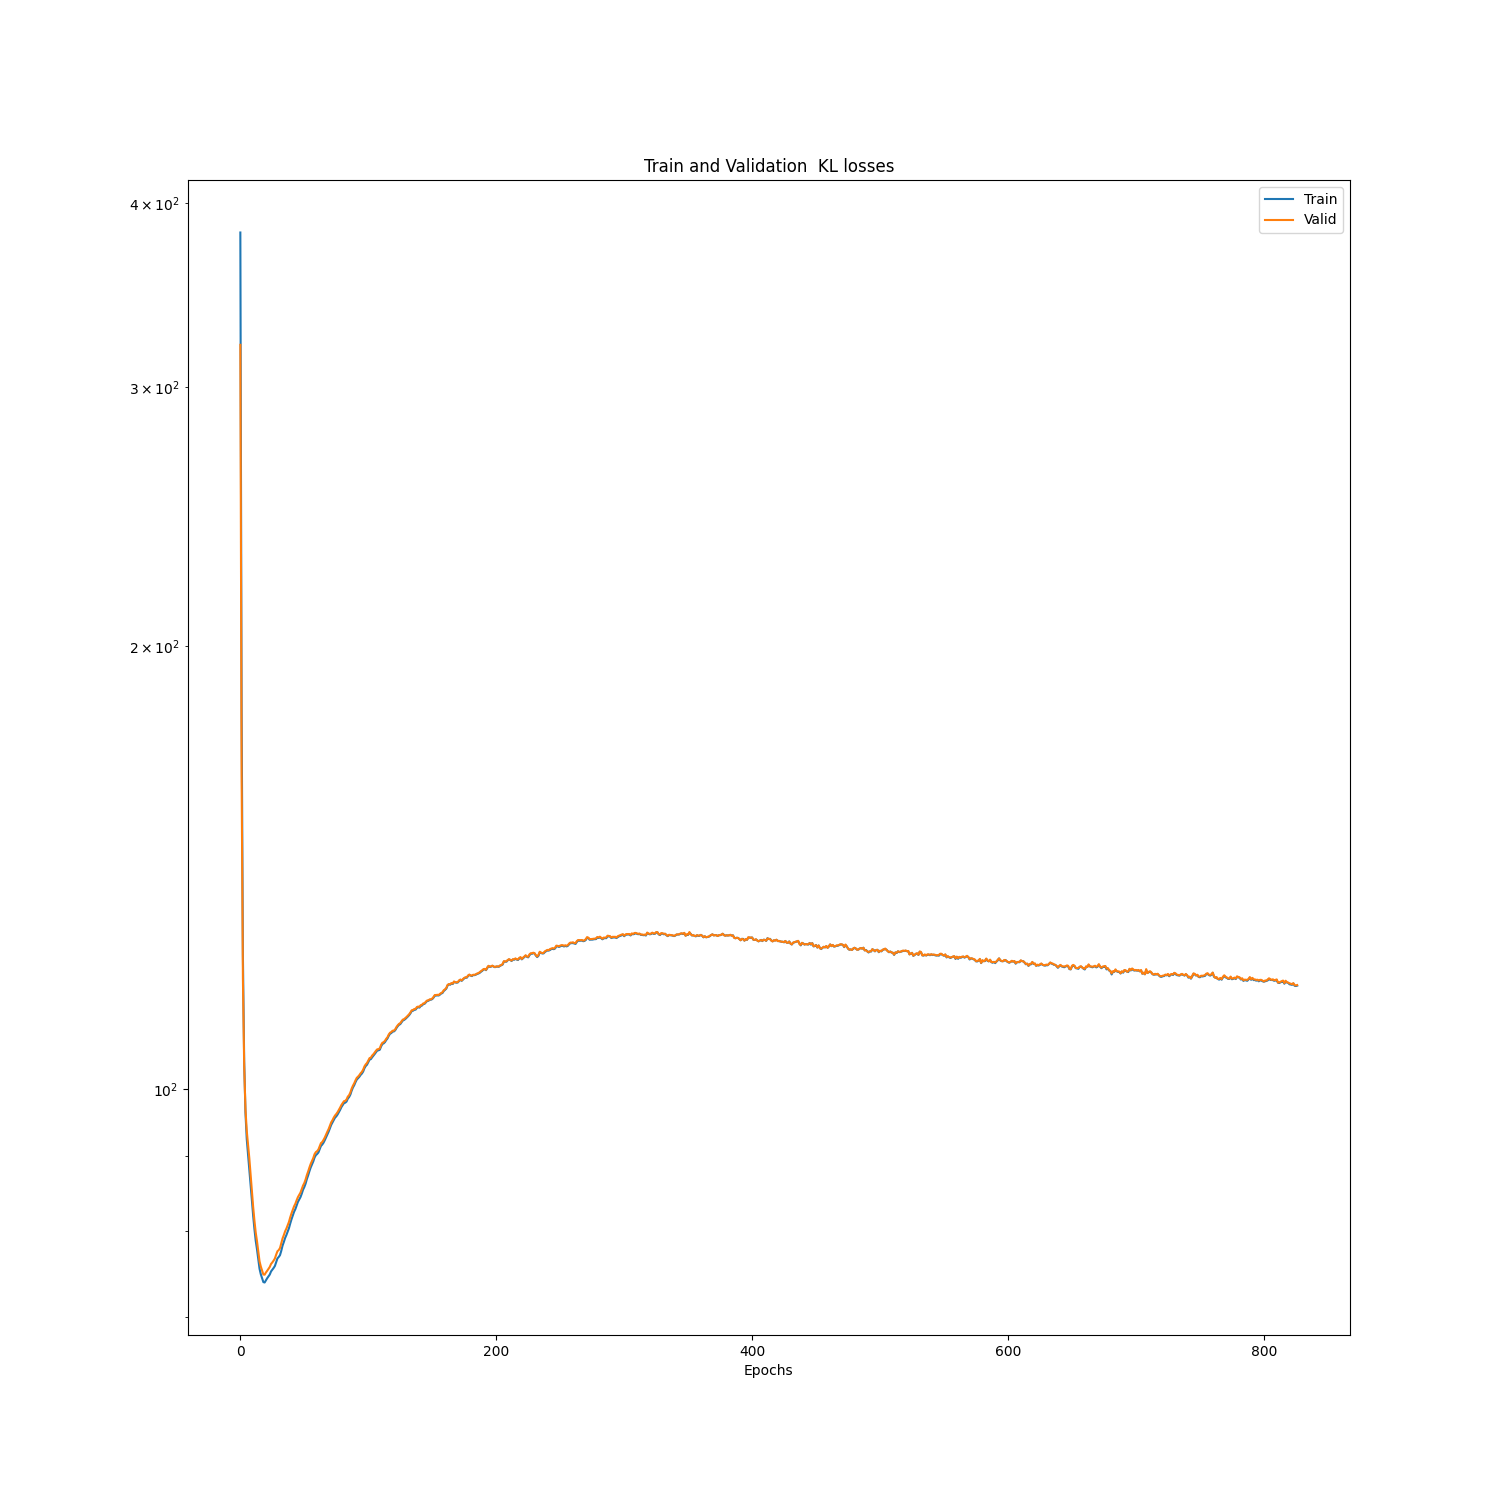 Train and Validation  KL losses
4 × 10²
3 × 10²
2 × 10²
10²
Train
Valid
0
200
400
600
800
Epochs